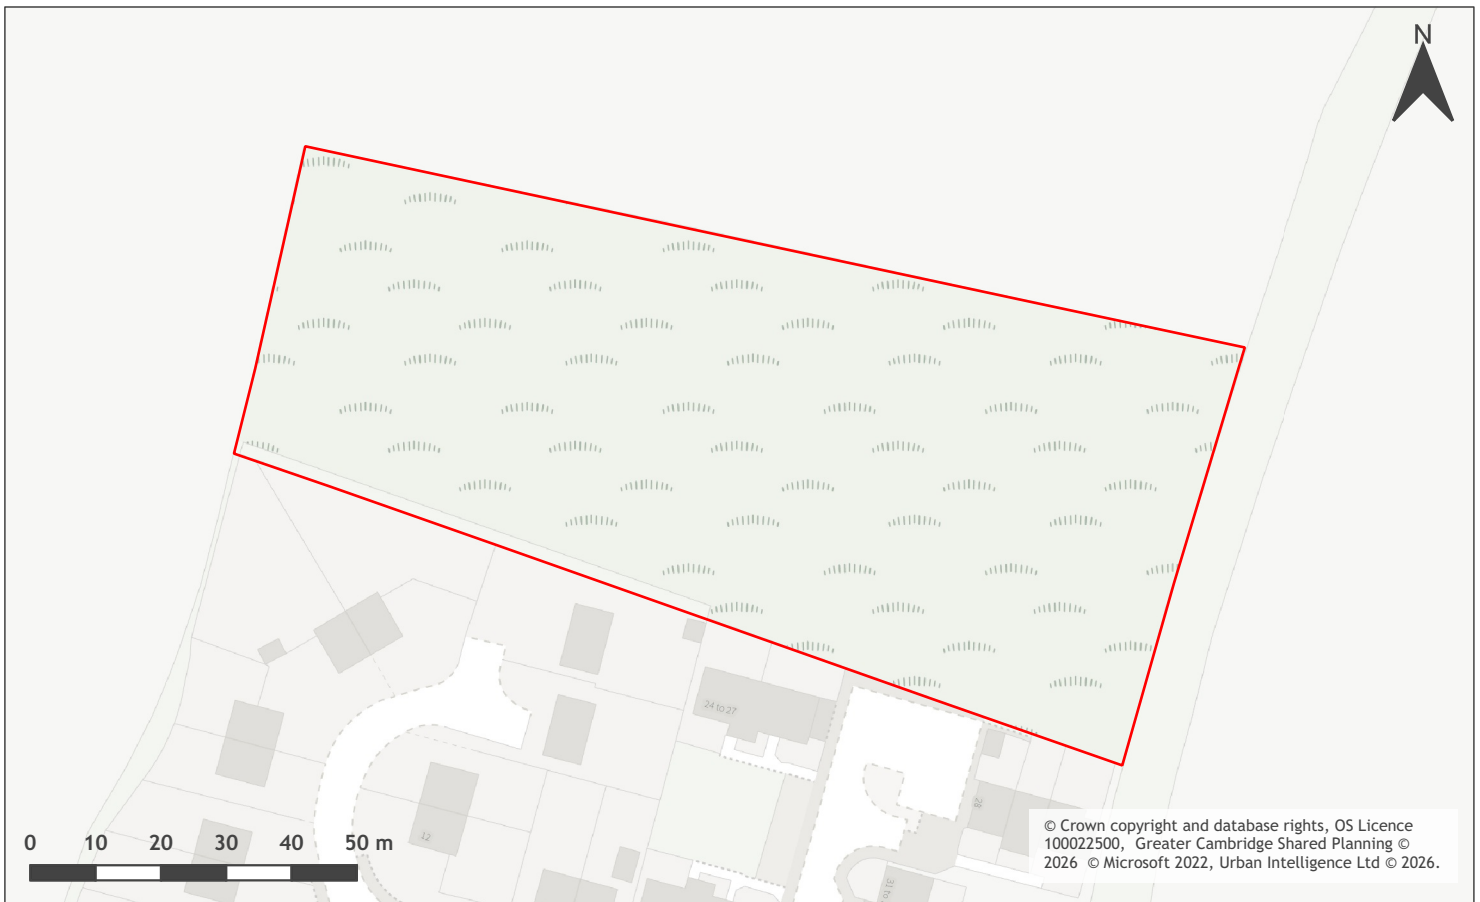 N
24 to 27
28
12
31 to
0 10 20 30 40 50 m
© Crown copyright and database rights, OS Licence
100022500, Greater Cambridge Shared Planning ©
2026 © Microsoft 2022, Urban Intelligence Ltd © 2026.